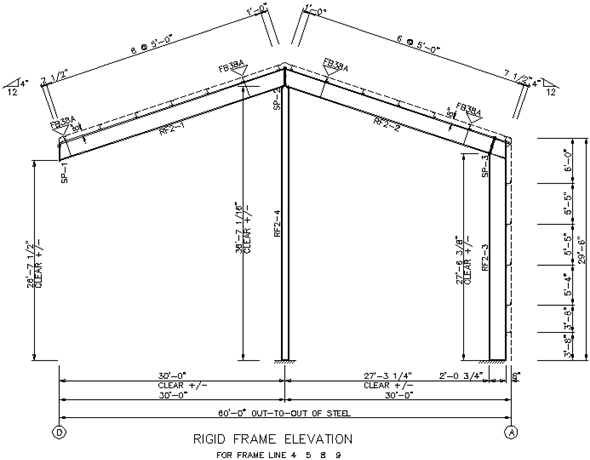 1'-0"
1'-0"
6 @ 5'-0"
6 @ 5'-0"
7 1/2"
7 1/2"
4"
12
4"
12
FB38A
FB38A
FB38A
FB38A
RF2-1
RF2-2
SP-1
SP-2
SP-3
RF2-4
RF2-3
CLEAR +/-
36'-7 1/16"
CLEAR +/-
27'-6 3/8"
CLEAR +/-
6'-0"
5'-5"
5'-5"
5'-4"
3'-8"
3'-8"
29'-6"
30'-0"
CLEAR +/-
27'-3 1/4"
CLEAR +/-
2'-0 3/4"
8"
30'-0"
30'-0"
60'-0" OUT-TO-OUT OF STEEL
D
A
RIGID FRAME ELEVATION
FOR FRAME LINE 4 5 8 9